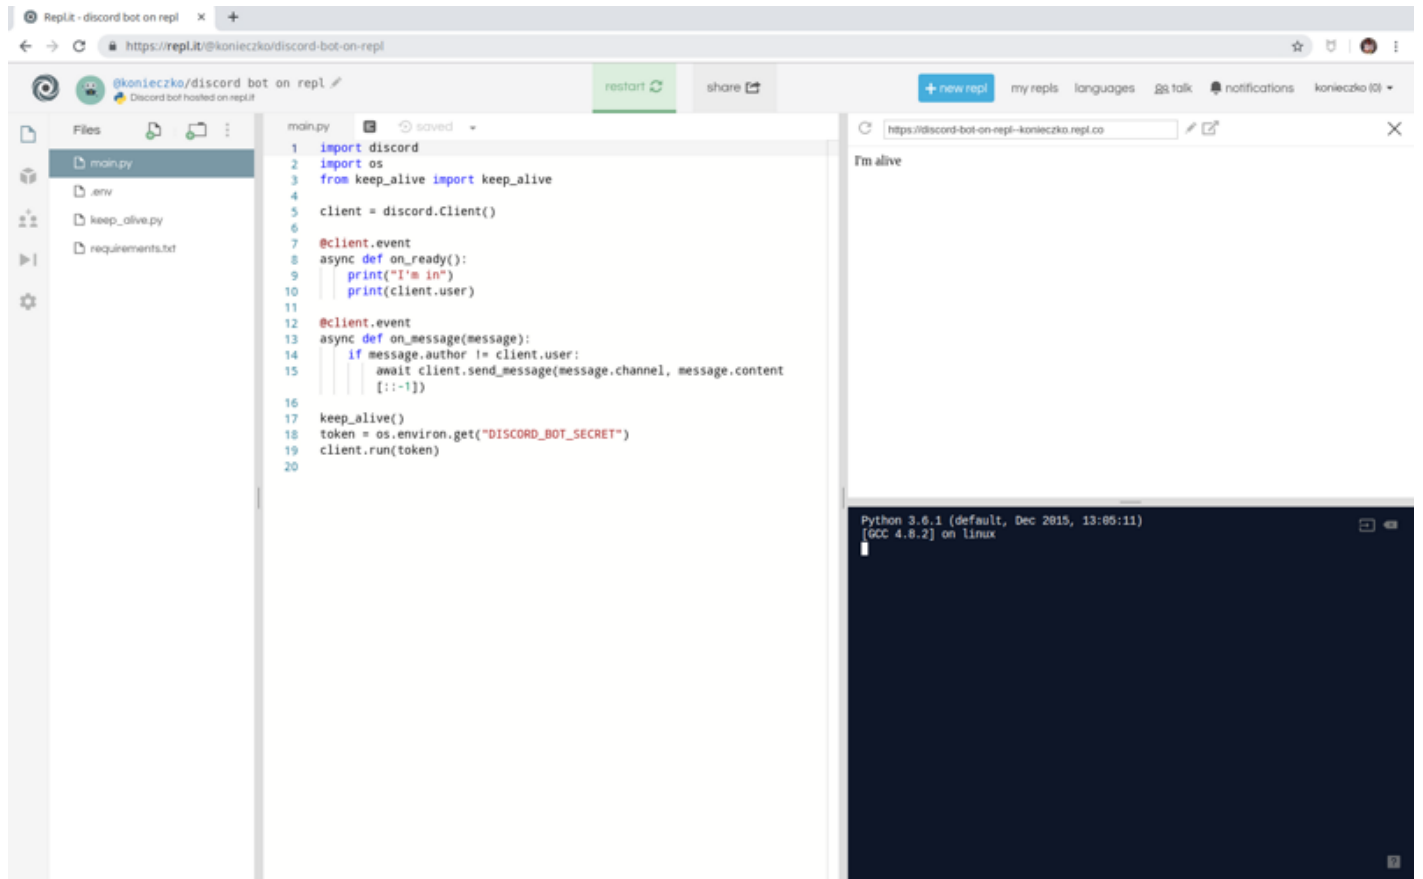 Repl.it - discord bot on repl
https://repl.it/@konieczko/discord-bot-on-repl
@konieczko/discord bot on repl
Discord bot hosted on repl.it
restart
share
+ new repl
my repls
languages
talk
notifications
konieczko (0)
Files
main.py
.env
keep_alive.py
requirements.txt
main.py
saved
1 import discord
2 import os
3 from keep_alive import keep_alive
4
5 client = discord.Client()
6
7 @client.event
8 async def on_ready():
9 print("I'm in")
10 print(client.user)
11
12 @client.event
13 async def on_message(message):
14 if message.author != client.user:
15 await client.send_message(message.channel, message.content
[::-1])
16
17 keep_alive()
18 token = os.environ.get("DISCORD_BOT_SECRET")
19 client.run(token)
20
https://discord-bot-on-repl--konieczko.repl.co
I'm alive
Python 3.6.1 (default, Dec 2015, 13:05:11)
[GCC 4.8.2] on linux
?